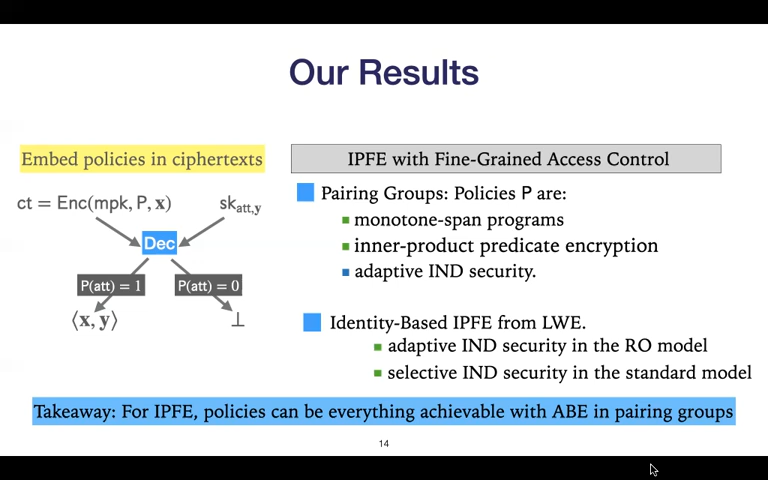 Our Results
Embed policies in ciphertexts
ct = Enc(mpk, P, x)
sk_att,y
Dec
P(att) = 1
P(att) = 0
⟨x, y⟩
⊥
IPFE with Fine-Grained Access Control
Pairing Groups: Policies P are:
monotone-span programs
inner-product predicate encryption
adaptive IND security.
Identity-Based IPFE from LWE.
adaptive IND security in the RO model
selective IND security in the standard model
Takeaway: For IPFE, policies can be everything achievable with ABE in pairing groups
14